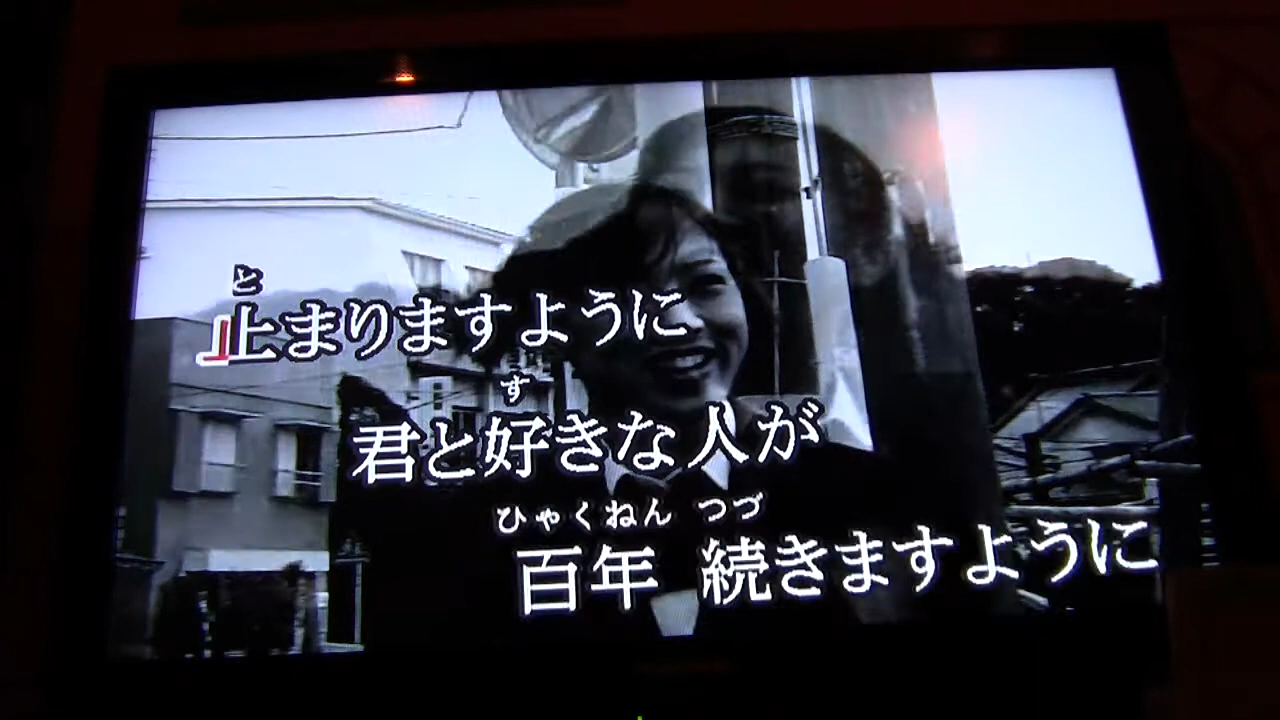 と
止まりますように
す
君と好きな人が
ひゃくねん つづ
百年 続きますように